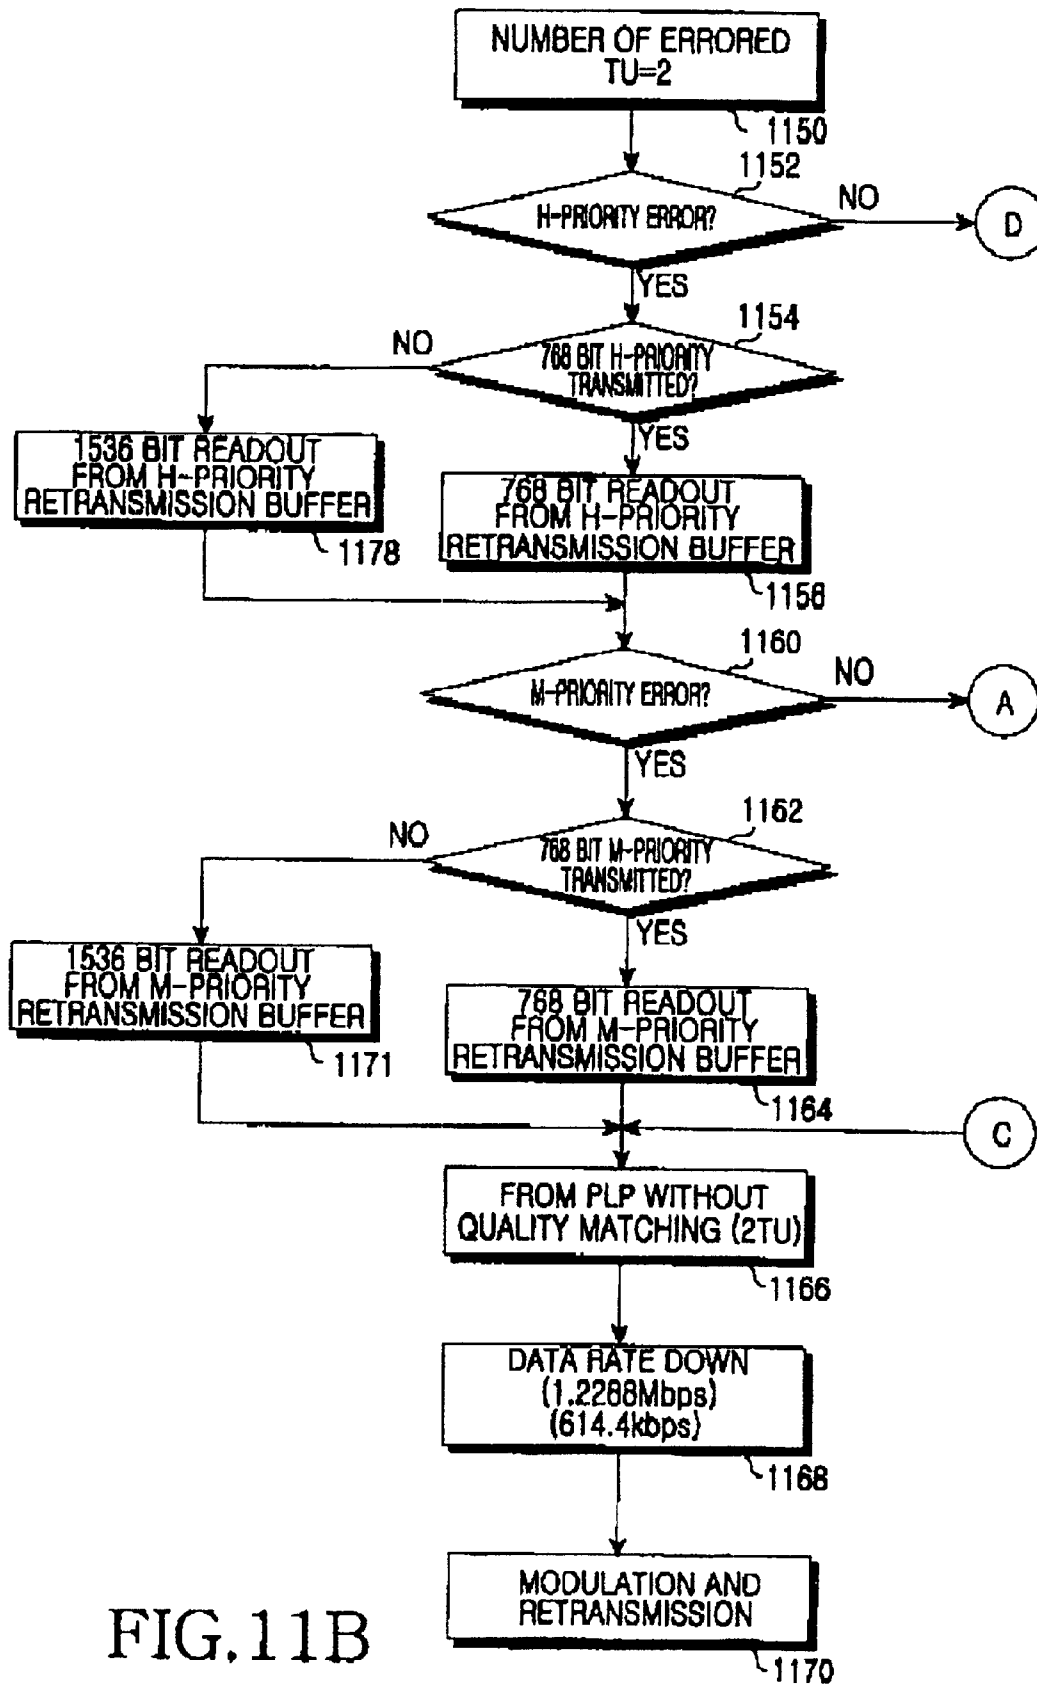 NUMBER OF ERRORED
TU=2
1150
1152
H-PRIORITY ERROR?
NO
D
YES
1154
NO
768 BIT H-PRIORITY
TRANSMITTED?
YES
1536 BIT READOUT
FROM H-PRIORITY
RETRANSMISSION BUFFER
1178
768 BIT READOUT
FROM H-PRIORITY
RETRANSMISSION BUFFER
1158
1160
M-PRIORITY ERROR?
NO
A
YES
1162
NO
768 BIT M-PRIORITY
TRANSMITTED?
YES
1536 BIT READOUT
FROM M-PRIORITY
RETRANSMISSION BUFFER
1171
768 BIT READOUT
FROM M-PRIORITY
RETRANSMISSION BUFFER
1164
C
FROM PLP WITHOUT
QUALITY MATCHING (2TU)
1166
DATA RATE DOWN
(1.2288Mbps)
(614.4kbps)
1168
MODULATION AND
RETRANSMISSION
1170
FIG.11B